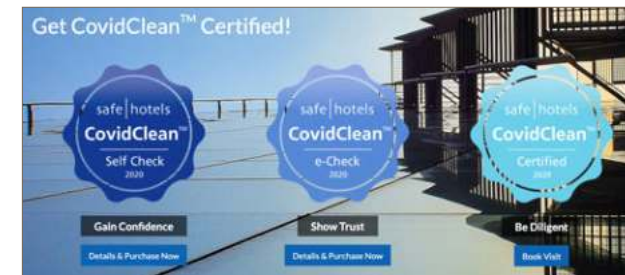 Get CovidClean™ Certified!
safe|hotels
CovidClean™
Self Check
2020
safe|hotels
CovidClean™
e-Check
2020
safe|hotels
CovidClean™
Certified
2020
Gain Confidence
Show Trust
Be Diligent
Details & Purchase Now
Details & Purchase Now
Book Visit